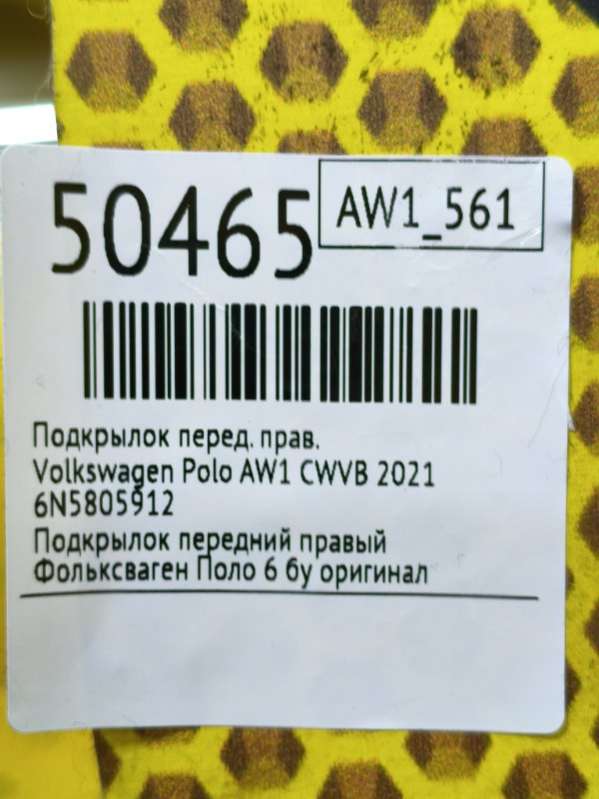 50465
AW1_561
Подкрылок перед. прав.
Volkswagen Polo AW1 CWVB 2021
6N5805912
Подкрылок передний правый
Фольксваген Поло 6 бу оригинал